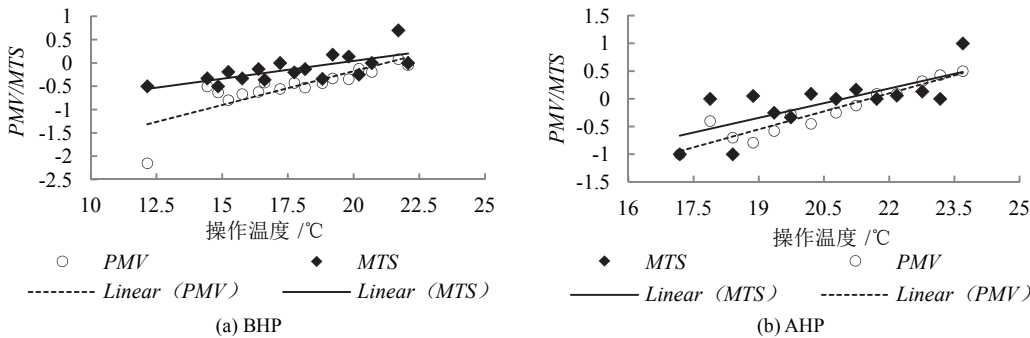 PMV/MTS
1
0.5
0
-0.5
-1
-1.5
-2
-2.5
10 12.5 15 17.5 20 22.5 25
操作温度 /℃
○ PMV ◆ MTS
Linear（PMV） Linear（MTS）
(a) BHP
PMV/MTS
1.5
1
0.5
0
-0.5
-1
-1.5
16 17.5 19 20.5 22 23.5 25
操作温度 /℃
◆ MTS ○ PMV
Linear（MTS） Linear（PMV）
(b) AHP